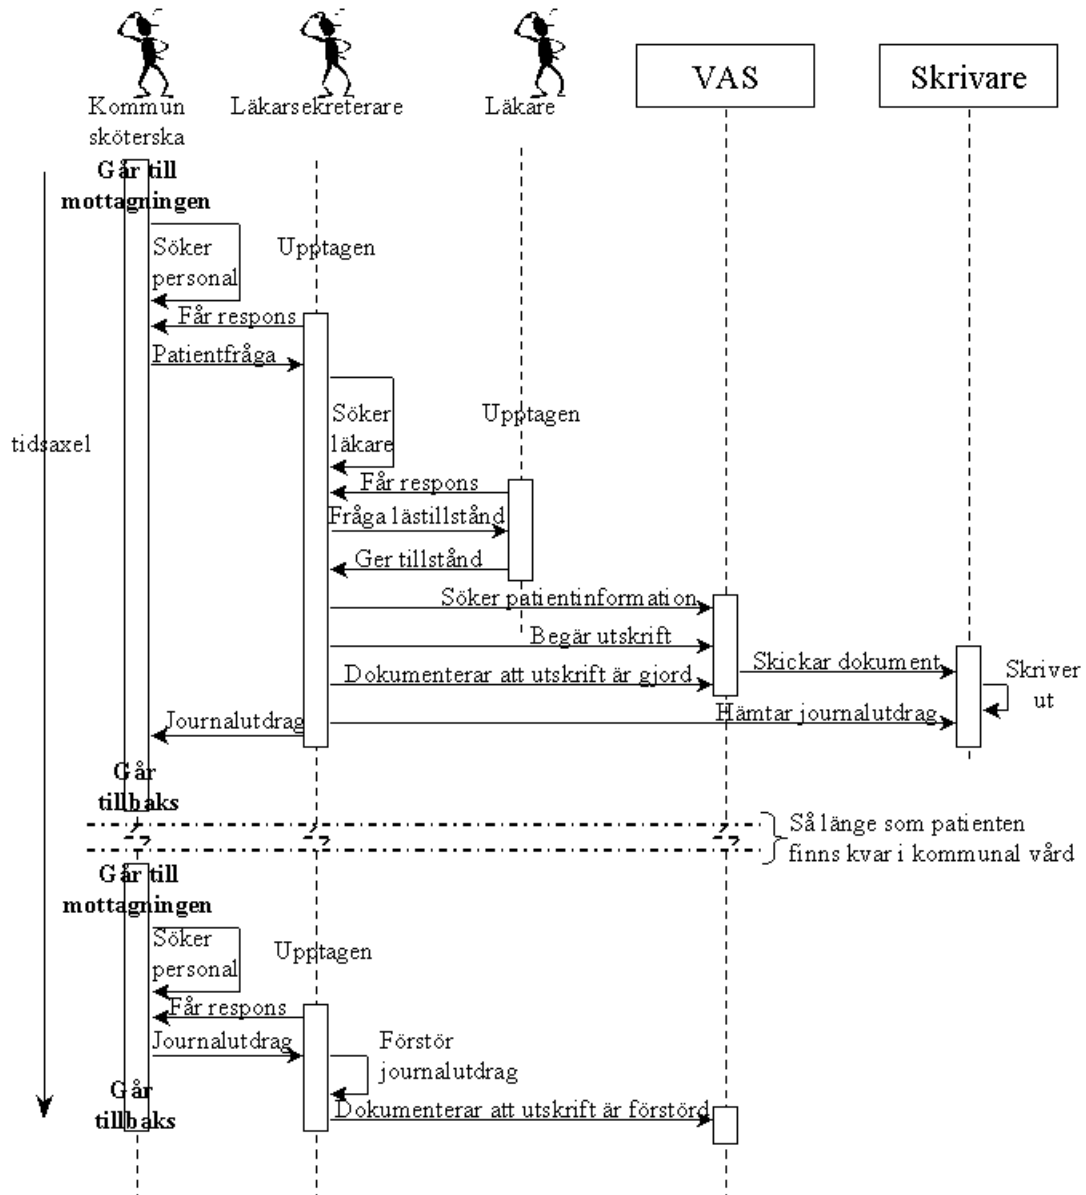 Kommun
sköterska
Läkarsekreterare
Läkare
VAS
Skrivare
Går till
mottagningen
Söker
personal
Upptagen
Får respons
Patientfråga
Söker
läkare
Upptagen
tidsaxel
Får respons
Fråga lästillstånd
Ger tillstånd
Söker patientinformation
Begär utskrift
Skickar dokument
Skriver
ut
Dokumenterar att utskrift är gjord
Hämtar journalutdrag
Journalutdrag
Går
tillbaks
Så länge som patienten
finns kvar i kommunal vård
Går till
mottagningen
Söker
personal
Upptagen
Får respons
Journalutdrag
Förstör
journalutdrag
Går
tillbaks
Dokumenterar att utskrift är förstörd